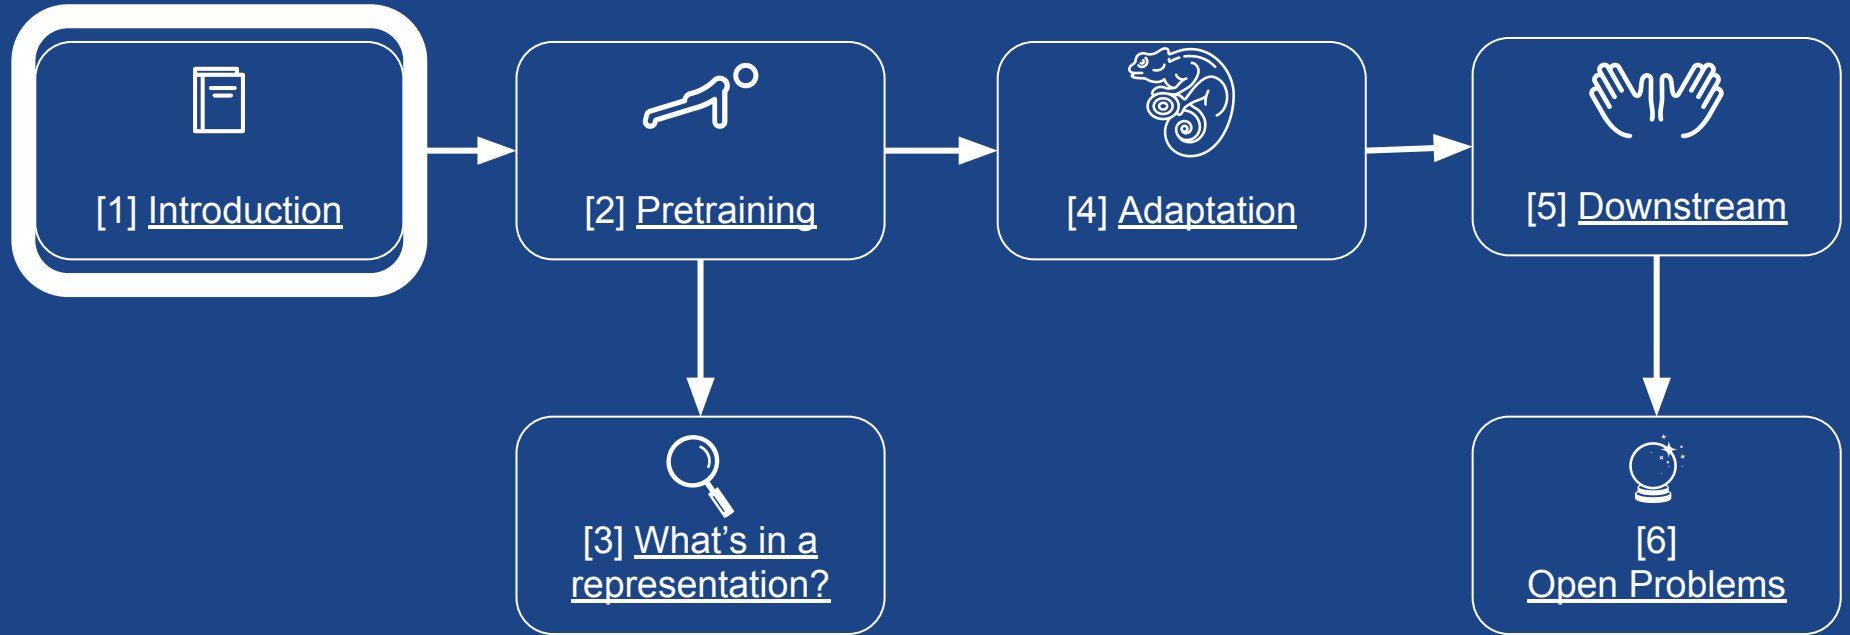 [1] Introduction
[2] Pretraining
[4] Adaptation
[5] Downstream
[3] What’s in a
representation?
[6]
Open Problems